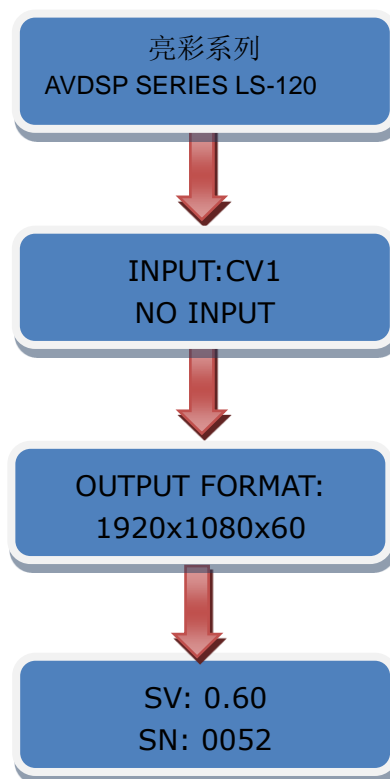 亮彩系列
AVDSP SERIES LS-120
INPUT:CV1
NO INPUT
OUTPUT FORMAT:
1920x1080x60
SV: 0.60
SN: 0052